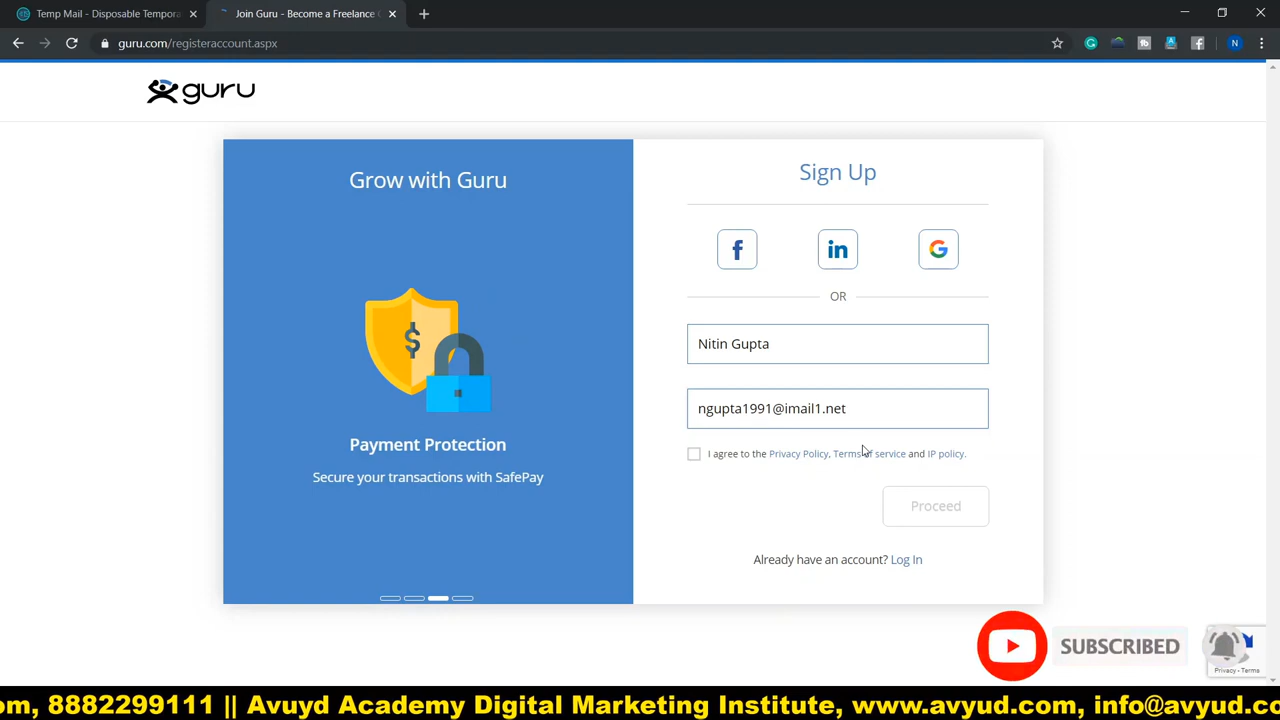 Temp Mail - Disposable Tempora
Join Guru - Become a Freelance
guru.com/registeraccount.aspx
N
guru
Grow with Guru
$
Payment Protection
Secure your transactions with SafePay
Sign Up
f
in
G
OR
Nitin Gupta
ngupta1991@imail1.net
I agree to the Privacy Policy, Terms of service and IP policy.
Proceed
Already have an account? Log In
SUBSCRIBED
Privacy - Terms
om, 8882299111 || Avuyd Academy Digital Marketing Institute, www.avyud.com, info@avyud.co